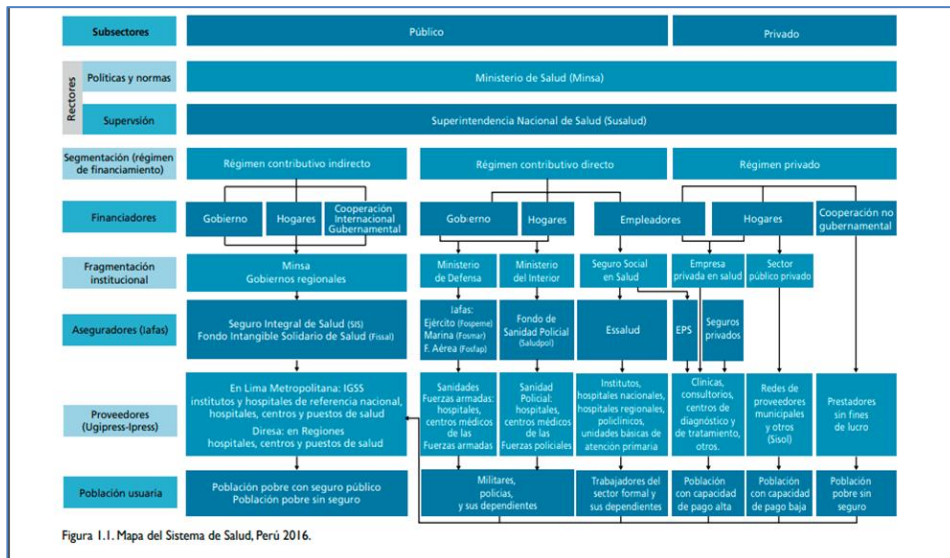 Subsectores
Público
Privado
Rectores
Políticas y normas
Ministerio de Salud (Minsa)
Supervsión
Superintendencia Nacional de Salud (Susalud)
Segmentación (régimen
de financiamiento)
Régimen contributivo indirecto
Régimen contributivo directo
Régimen privado
Financiadores
Gobierno
Hogares
Cooperación
Internacional
Gubernamental
Gobierno
Hogares
Empleadores
Hogares
Cooperación no
gubernamental
Fragmentación
institucional
Minsa
Gobiernos regionales
Ministerio
de Defensa
Ministerio
del Interior
Seguro Social
en Salud
Empresa
privada en salud
Sector
público privado
Aseguradores (Iafas)
Seguro Integral de Salud (SIS)
Fondo Intangible Solidario de Salud (Fissal)
Iafas:
Ejército (Fospeme)
Marina (Fosmar)
F. Aérea (Fosfap)
Fondo de
Sanidad Policial
(Saludpol)
Essalud
EPS
Seguros
privados
Proveedores
(Ugipress-Ipress)
En Lima Metropolitana: IGSS
institutos y hospitales de referencia nacional,
hospitales, centros y puestos de salud
Diresa: en Regiones
hospitales, centros y puestos de salud
Sanidades
Fuerzas armadas:
hospitales,
centros médicos
de las
Fuerzas armadas
Sanidad
Policial:
hospitales,
centros médicos
de las
Fuerzas policiales
Institutos,
hospitales nacionales,
hospitales regionales,
policlínicos,
unidades básicas de
atención primaria
Clínicas,
consultorios,
centros de
diagnóstico y
de tratamiento,
otros.
Redes de
proveedores
municipales
y otros
(Sisol)
Prestadores
sin fines
de lucro
Población usuaria
Población pobre con seguro público
Población pobre sin seguro
Militares,
policias,
y sus dependientes
Trabajadores del
sector formal y
sus dependientes
Población
con capacidad
de pago alta
Población
con capacidad
de pago baja
Población
pobre sin
seguro
Figura 1.1. Mapa del Sistema de Salud, Perú 2016.